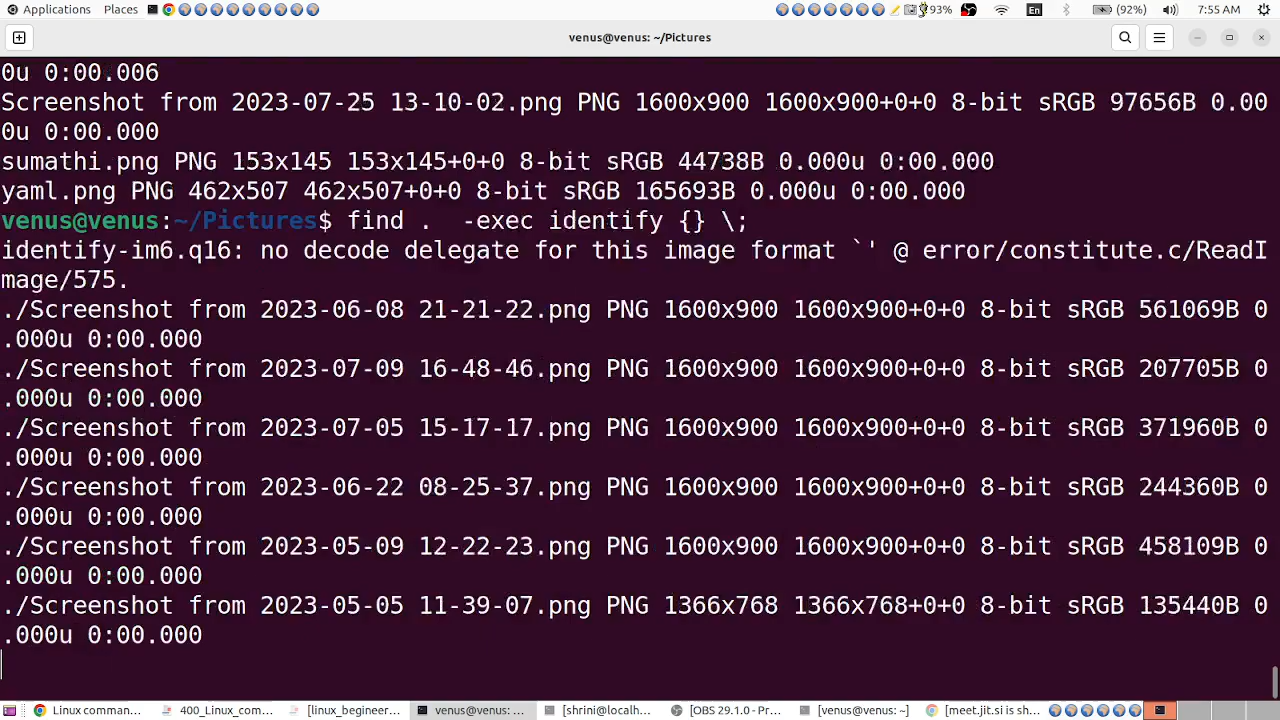 Applications Places 93% En (92%) 7:55 AM
venus@venus: ~/Pictures
0u 0:00.006
Screenshot from 2023-07-25 13-10-02.png PNG 1600x900 1600x900+0+0 8-bit sRGB 97656B 0.00
0u 0:00.000
sumathi.png PNG 153x145 153x145+0+0 8-bit sRGB 44738B 0.000u 0:00.000
yaml.png PNG 462x507 462x507+0+0 8-bit sRGB 165693B 0.000u 0:00.000
venus@venus:~/Pictures$ find .  -exec identify {} \;
identify-im6.q16: no decode delegate for this image format `' @ error/constitute.c/ReadI
mage/575.
./Screenshot from 2023-06-08 21-21-22.png PNG 1600x900 1600x900+0+0 8-bit sRGB 561069B 0
.000u 0:00.000
./Screenshot from 2023-07-09 16-48-46.png PNG 1600x900 1600x900+0+0 8-bit sRGB 207705B 0
.000u 0:00.000
./Screenshot from 2023-07-05 15-17-17.png PNG 1600x900 1600x900+0+0 8-bit sRGB 371960B 0
.000u 0:00.000
./Screenshot from 2023-06-22 08-25-37.png PNG 1600x900 1600x900+0+0 8-bit sRGB 244360B 0
.000u 0:00.000
./Screenshot from 2023-05-09 12-22-23.png PNG 1600x900 1600x900+0+0 8-bit sRGB 458109B 0
.000u 0:00.000
./Screenshot from 2023-05-05 11-39-07.png PNG 1366x768 1366x768+0+0 8-bit sRGB 135440B 0
.000u 0:00.000
Linux comman... 400_Linux_com... [linux_begineer... venus@venus: ... [shrini@localh... [OBS 29.1.0 - Pr... [venus@venus: ~] [meet.jit.si is sh...